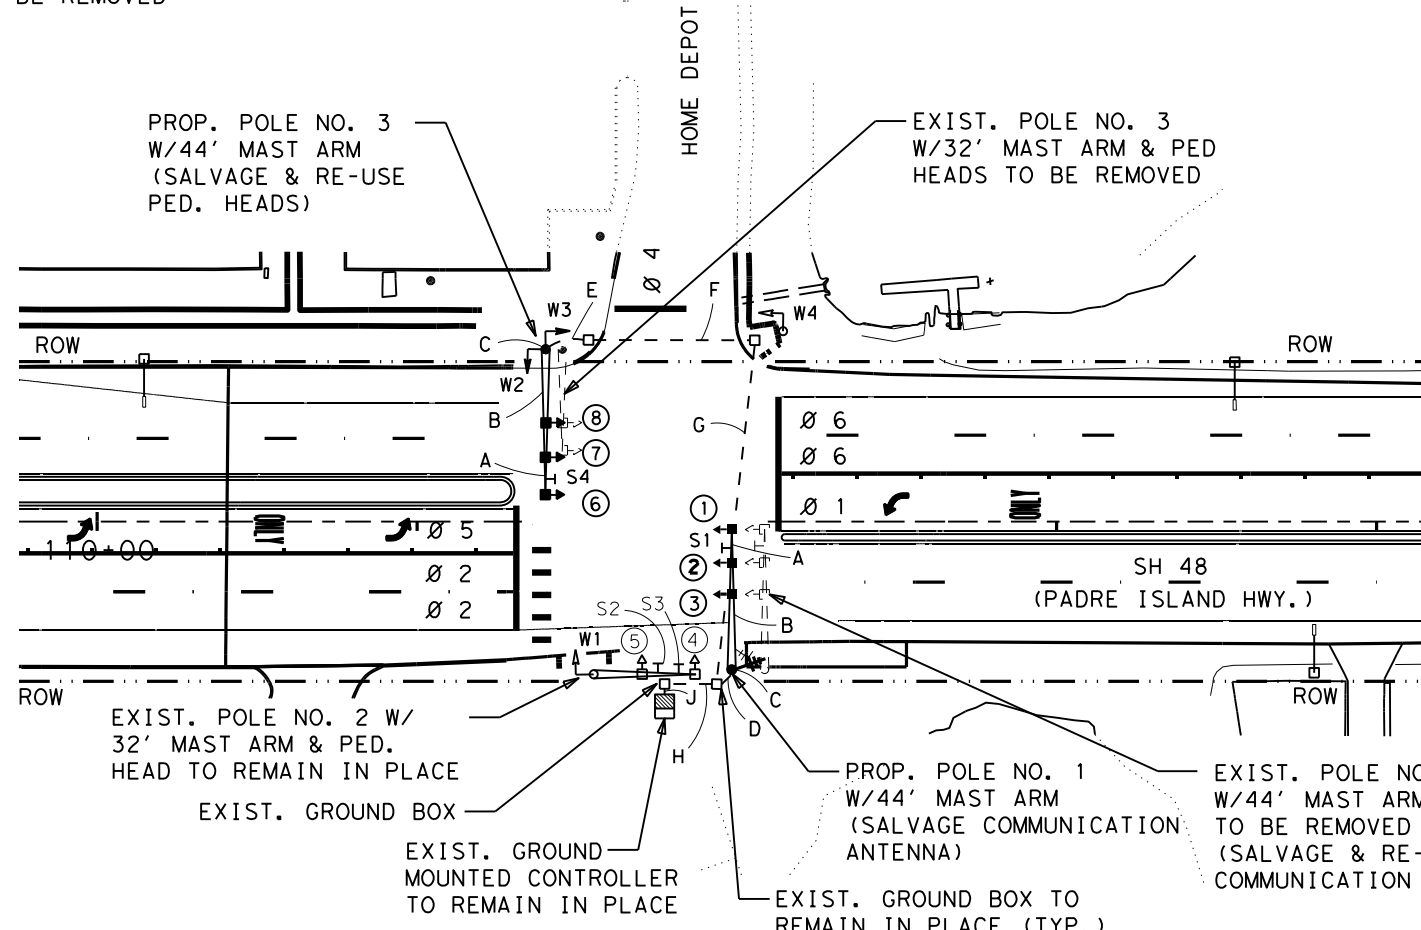 BE REMOVED
HOME DEPOT
PROP. POLE NO. 3
W/44' MAST ARM
(SALVAGE & RE-USE
PED. HEADS)
EXIST. POLE NO. 3
W/32' MAST ARM & PED
HEADS TO BE REMOVED
Ø 4
E
F
W3
W4
C
ROW
ROW
W2
B
8
Ø 6
G
7
Ø 6
A
S4
6
1
Ø 1
ONLY
ONLY
Ø 5
110+00
S1
A
2
SH 48
Ø 2
3
(PADRE ISLAND HWY.)
Ø 2
S2
S3
B
W1
5
4
ROW
J
C
ROW
EXIST. POLE NO. 2 W/
32' MAST ARM & PED.
HEAD TO REMAIN IN PLACE
D
H
EXIST. GROUND BOX
PROP. POLE NO. 1
W/44' MAST ARM
(SALVAGE COMMUNICATION
ANTENNA)
EXIST. POLE NO
W/44' MAST ARM
TO BE REMOVED
(SALVAGE & RE-
COMMUNICATION
EXIST. GROUND
MOUNTED CONTROLLER
TO REMAIN IN PLACE
EXIST. GROUND BOX TO
REMAIN IN PLACE (TYP.)